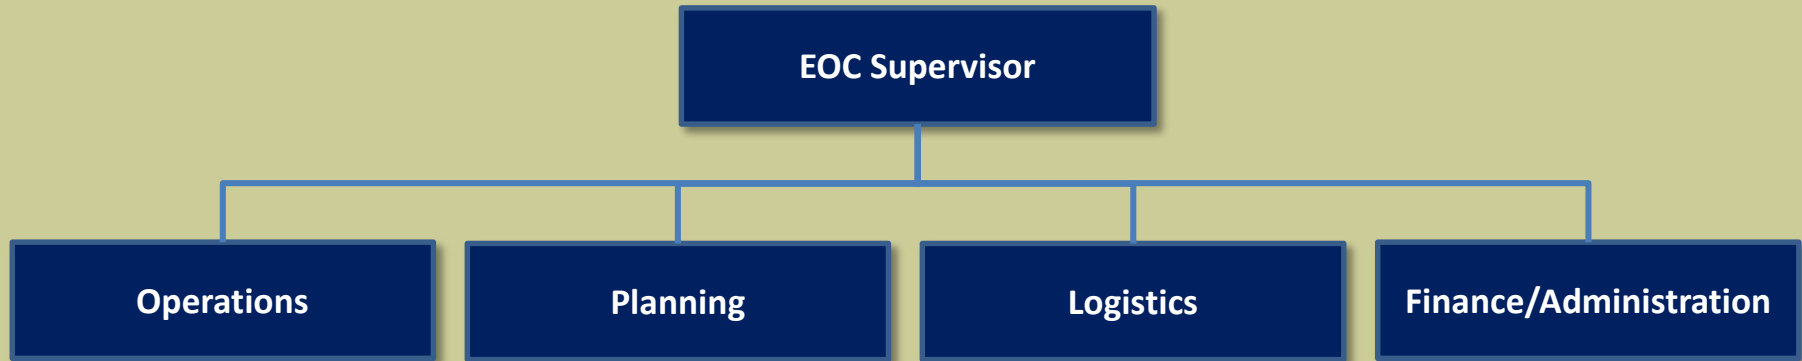 EOC Supervisor
Operations
Planning
Logistics
Finance/Administration